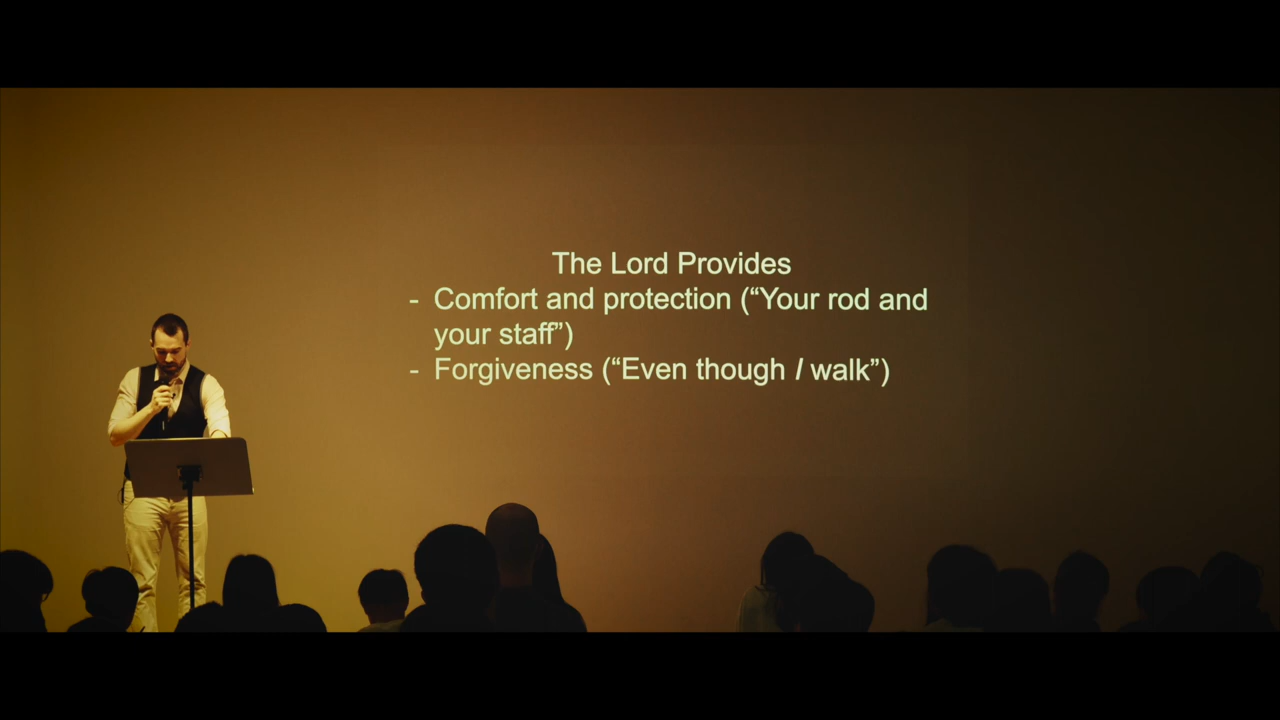 The Lord Provides
- Comfort and protection (“Your rod and
your staff”)
- Forgiveness (“Even though I walk”)